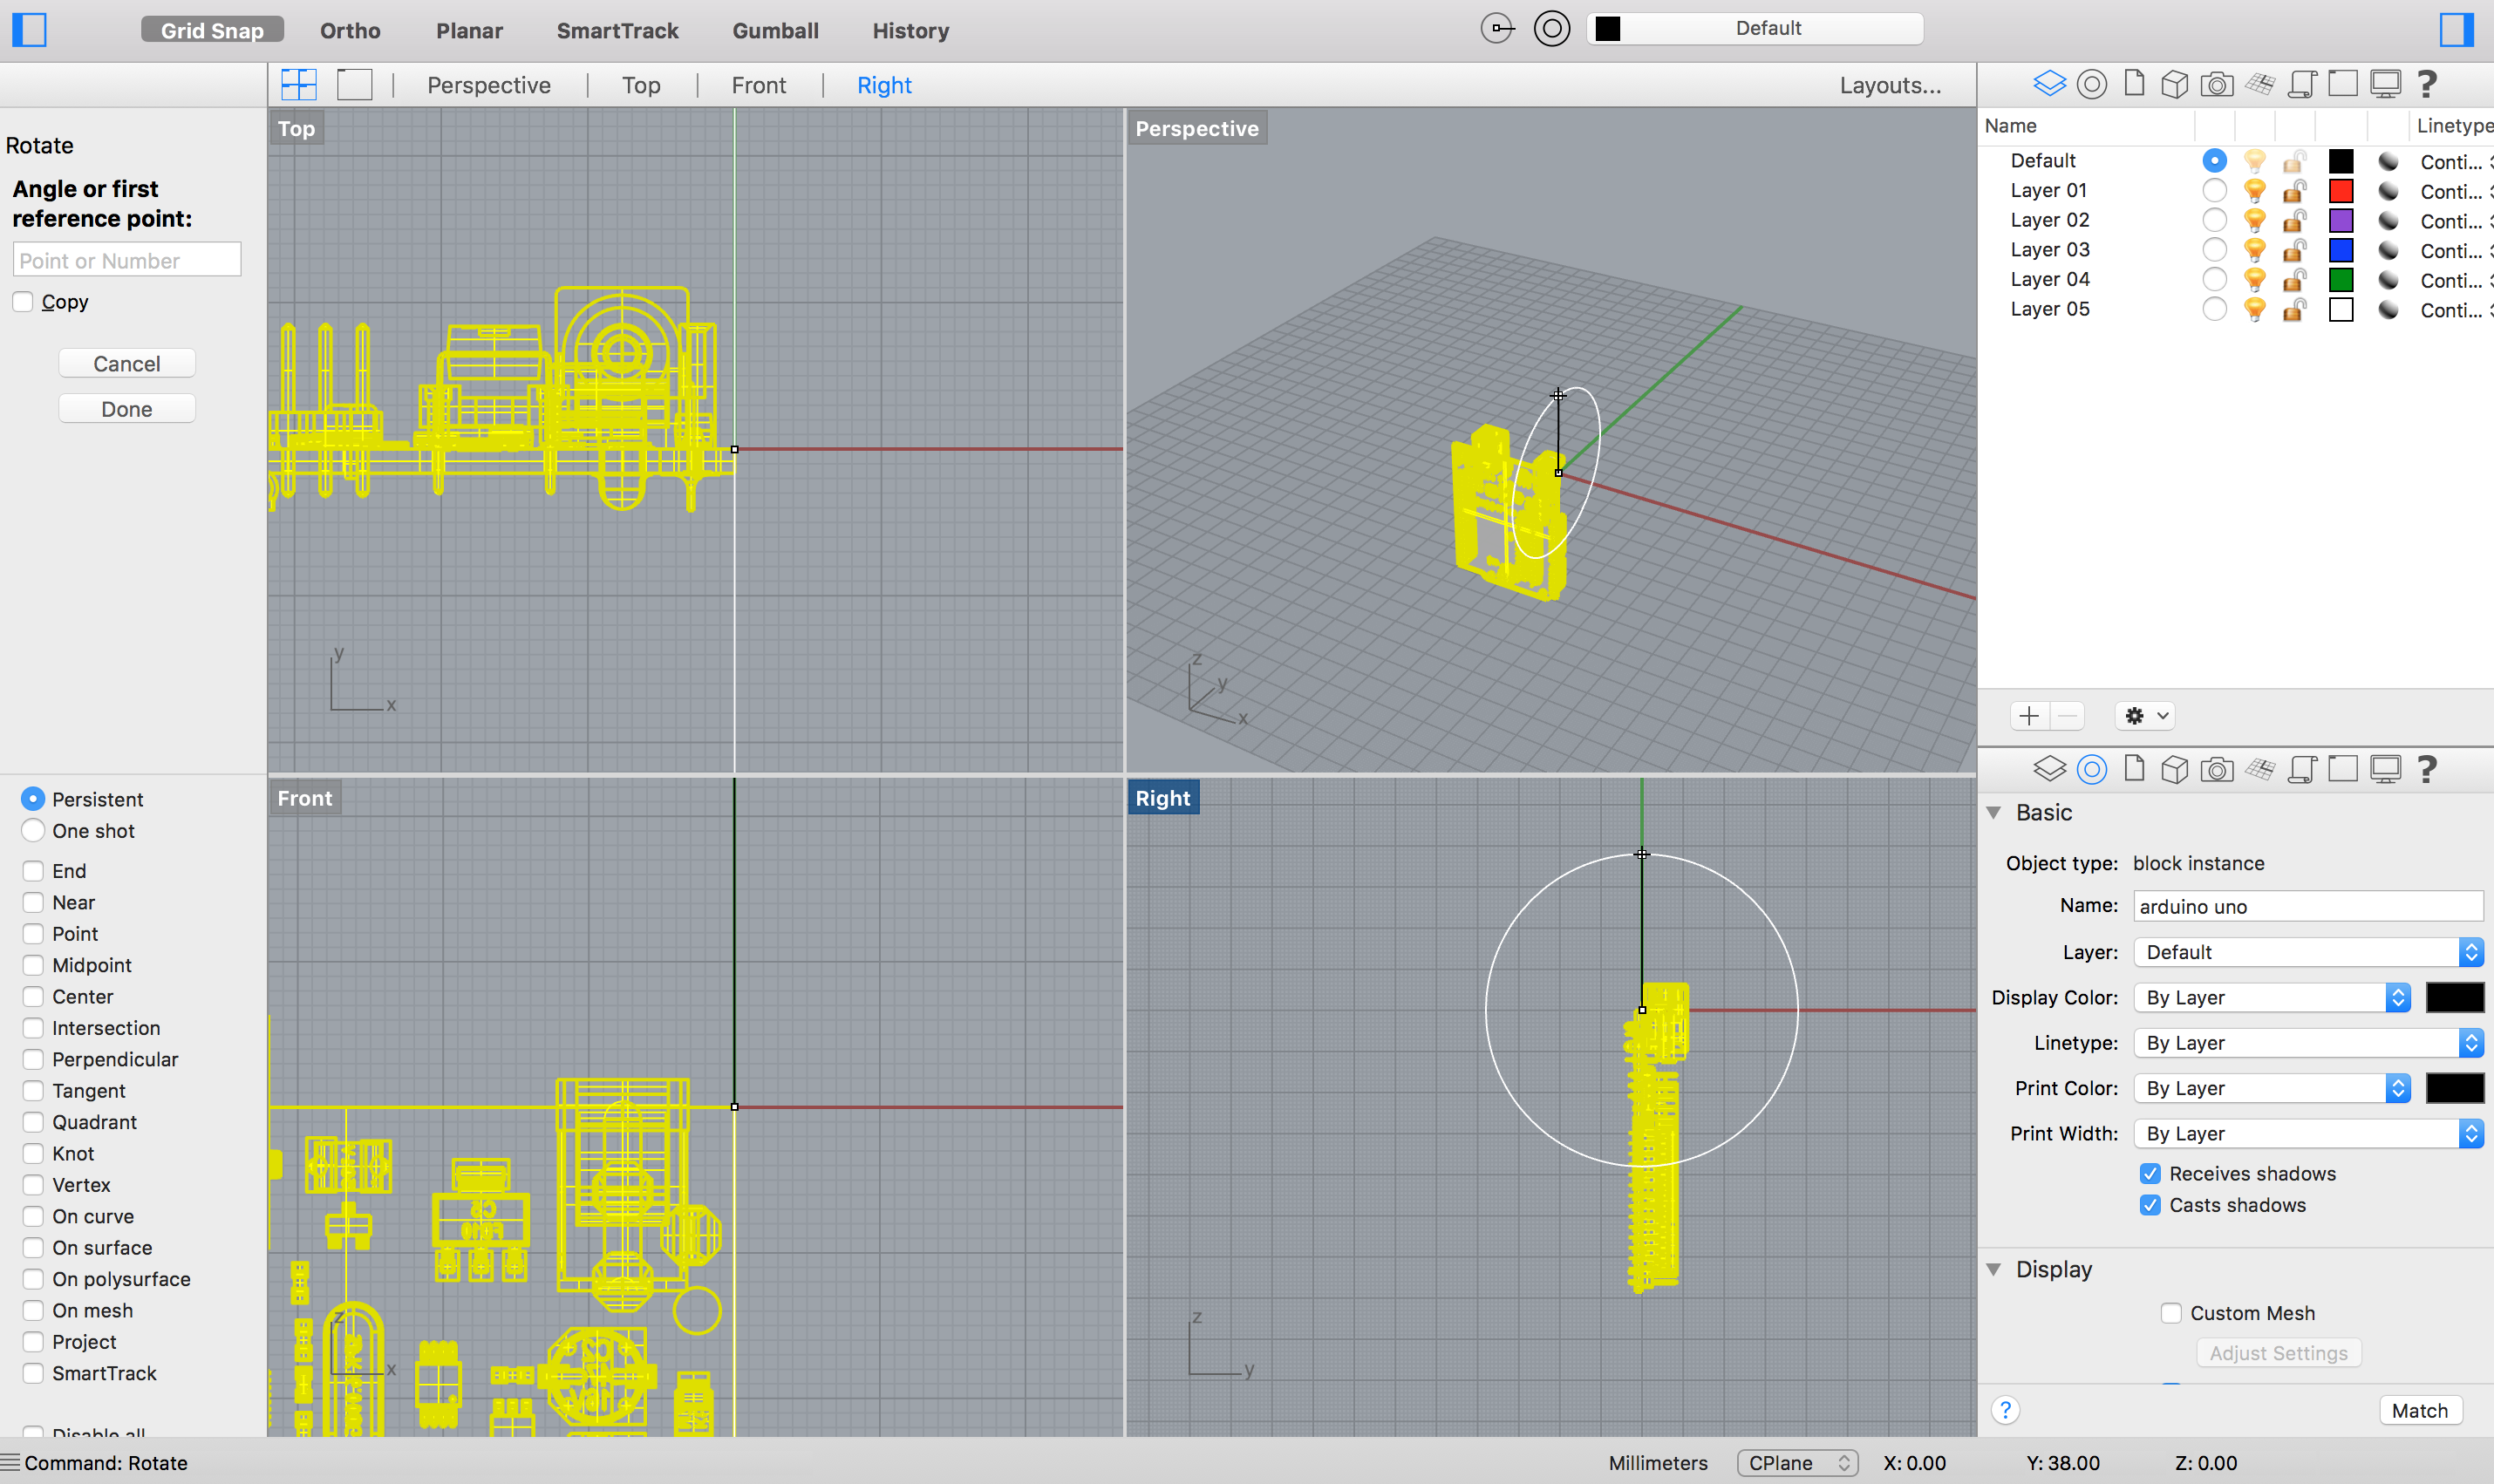 Grid Snap Ortho Planar SmartTrack Gumball History Default
Perspective Top Front Right Layouts...
Rotate
Angle or first
reference point:
Point or Number
Copy
Cancel
Done
Persistent
One shot
End
Near
Point
Midpoint
Center
Intersection
Perpendicular
Tangent
Quadrant
Knot
Vertex
On curve
On surface
On polysurface
On mesh
Project
SmartTrack
Disable all
Top
y
x
Perspective
z
y
x
Front
z
x
Right
z
y
Name Linetype
Default Conti...
Layer 01 Conti...
Layer 02 Conti...
Layer 03 Conti...
Layer 04 Conti...
Layer 05 Conti...
Basic
Object type: block instance
Name: arduino uno
Layer: Default
Display Color: By Layer
Linetype: By Layer
Print Color: By Layer
Print Width: By Layer
Receives shadows
Casts shadows
Display
Custom Mesh
Adjust Settings
? Match
Command: Rotate
Millimeters CPlane X: 0.00 Y: 38.00 Z: 0.00